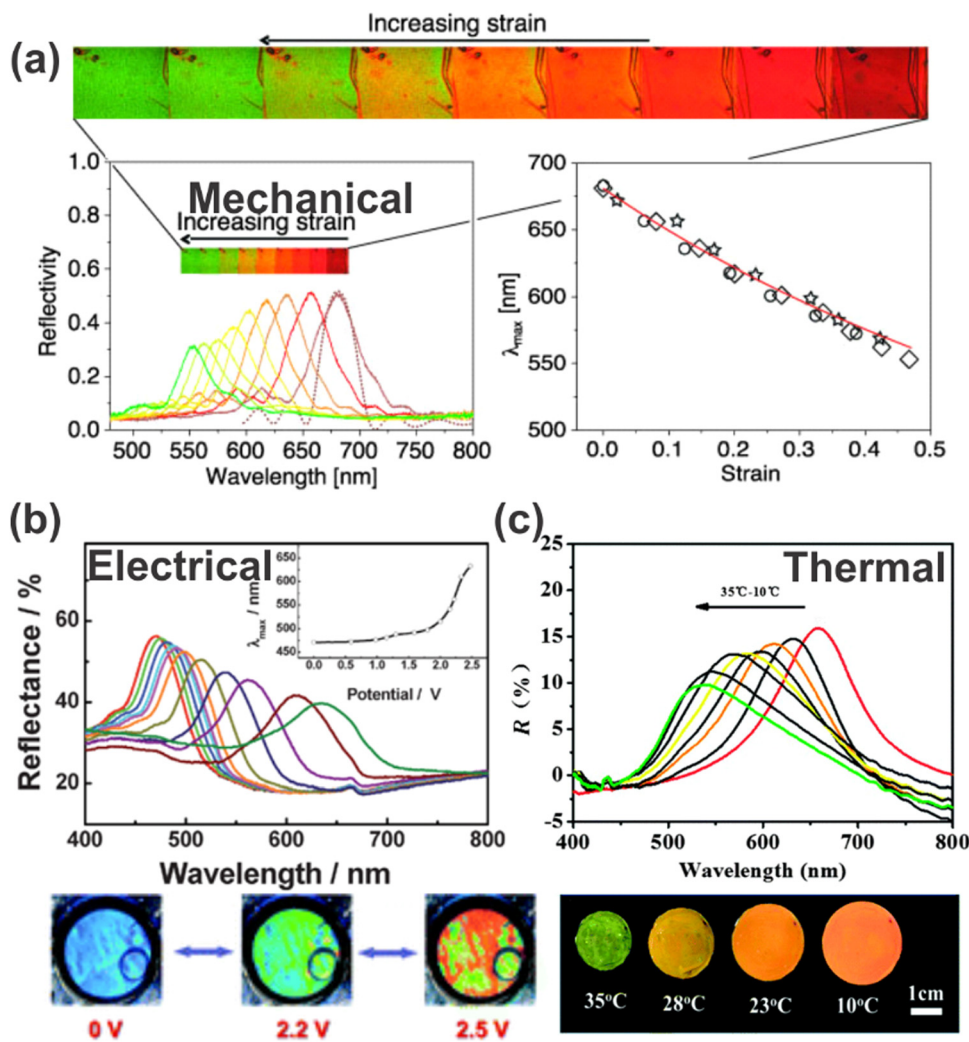 (a)
Increasing strain
Mechanical
Increasing strain
Reflectivity
1.0
0.8
0.6
0.4
0.2
0.0
500 550 600 650 700 750 800
Wavelength [nm]
λmax [nm]
700
650
600
550
500
0.0 0.1 0.2 0.3 0.4 0.5
Strain
(b)
Electrical
Reflectance / %
60
40
20
400 500 600 700 800
Wavelength / nm
λmax / nm
650
600
550
500
450
0.0 0.5 1.0 1.5 2.0 2.5
Potential / V
0 V
2.2 V
2.5 V
(c)
Thermal
35℃-10℃
R (%)
25
20
15
10
5
0
-5
400 500 600 700 800
Wavelength (nm)
35°C
28°C
23°C
10°C
1cm